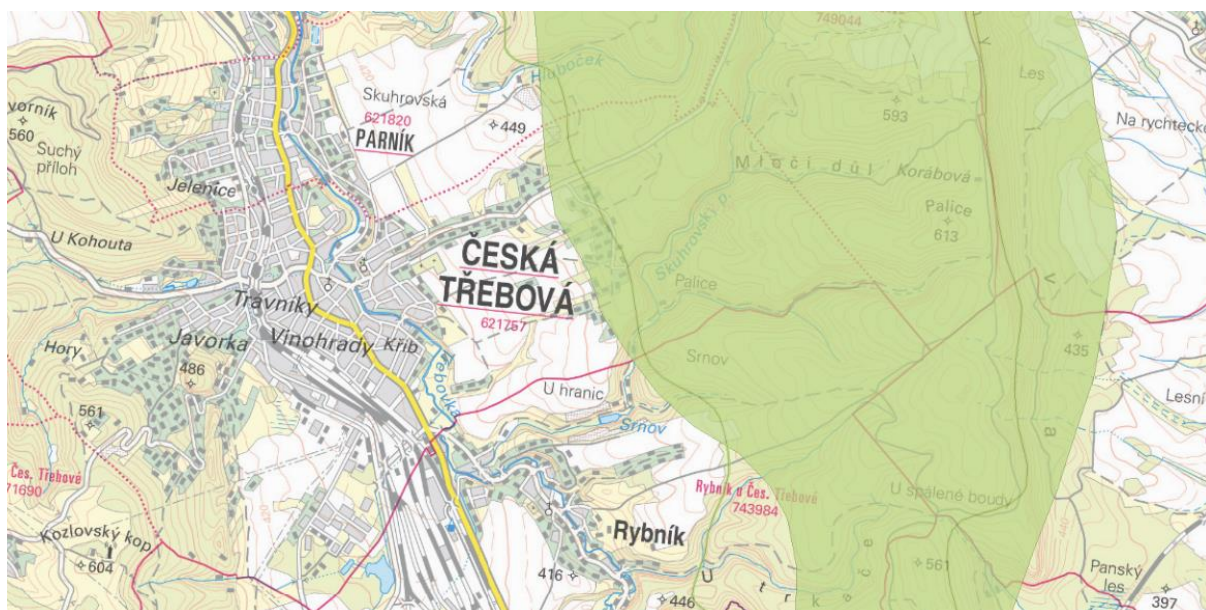 749044
Hluboček
Les
Skuhrovská
621820
PARNÍK
449
593
Na rychtecké
vorník
560
Suchý
příloh
Jelenice
Mločí důl
Korábová
Palice
613
U Kohouta
ČESKÁ
TŘEBOVÁ
621757
Skuhrovský p.
Palice
Travníky
Javorka
Vinohrady
Křib
Hory
486
Třebovka
U hranic
Srnov
Srnov
435
Lesní
561
Čes. Třebové
71690
Rybník u Čes. Třebové
743984
U spálené boudy
Kozlovský kop.
604
Rybník
416
446
U t r k a č e
561
Panský
les
397